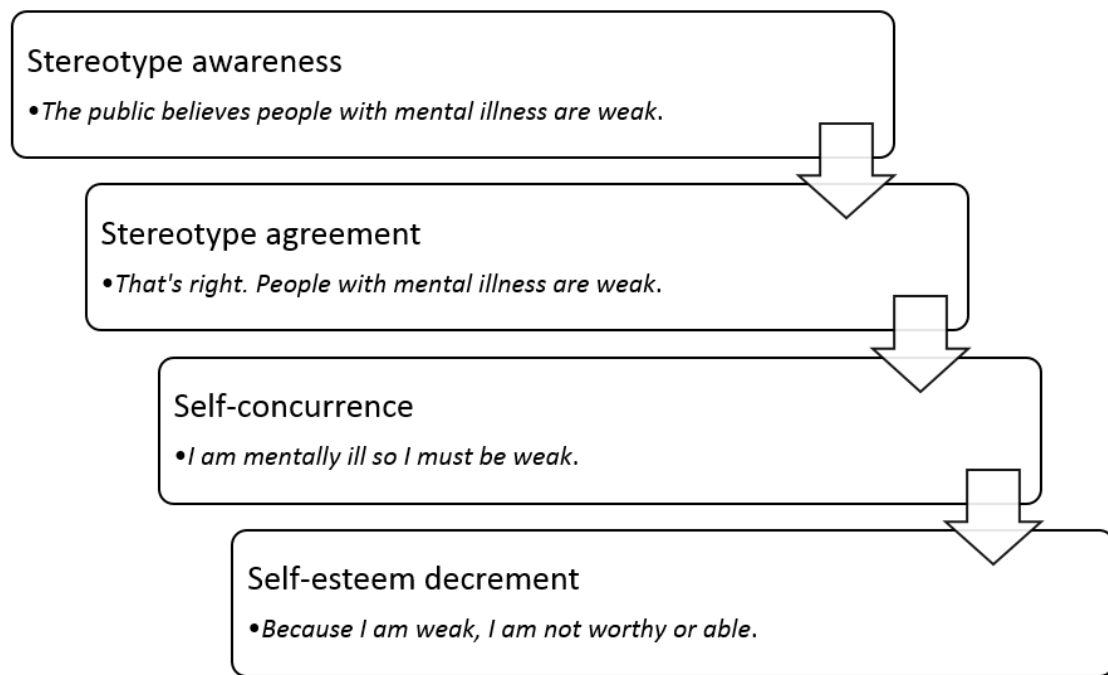 Stereotype awareness
•The public believes people with mental illness are weak.
Stereotype agreement
•That's right. People with mental illness are weak.
Self-concurrence
•I am mentally ill so I must be weak.
Self-esteem decrement
•Because I am weak, I am not worthy or able.